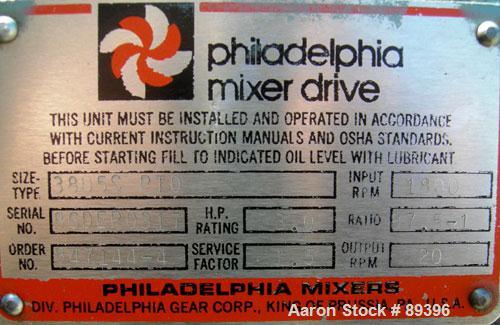 philadelphia
mixer drive
THIS UNIT MUST BE INSTALLED AND OPERATED IN ACCORDANCE
WITH CURRENT INSTRUCTION MANUALS AND OSHA STANDARDS.
BEFORE STARTING FILL TO INDICATED OIL LEVEL WITH LUBRICANT
SIZE-TYPE INPUT RPM
SERIAL NO. H.P. RATING RATIO
ORDER NO. SERVICE FACTOR OUTPUT RPM 20
PHILADELPHIA MIXERS
DIV. PHILADELPHIA GEAR CORP., KING OF PRUSSIA, PA., U.S.A.
Aaron Stock # 89396